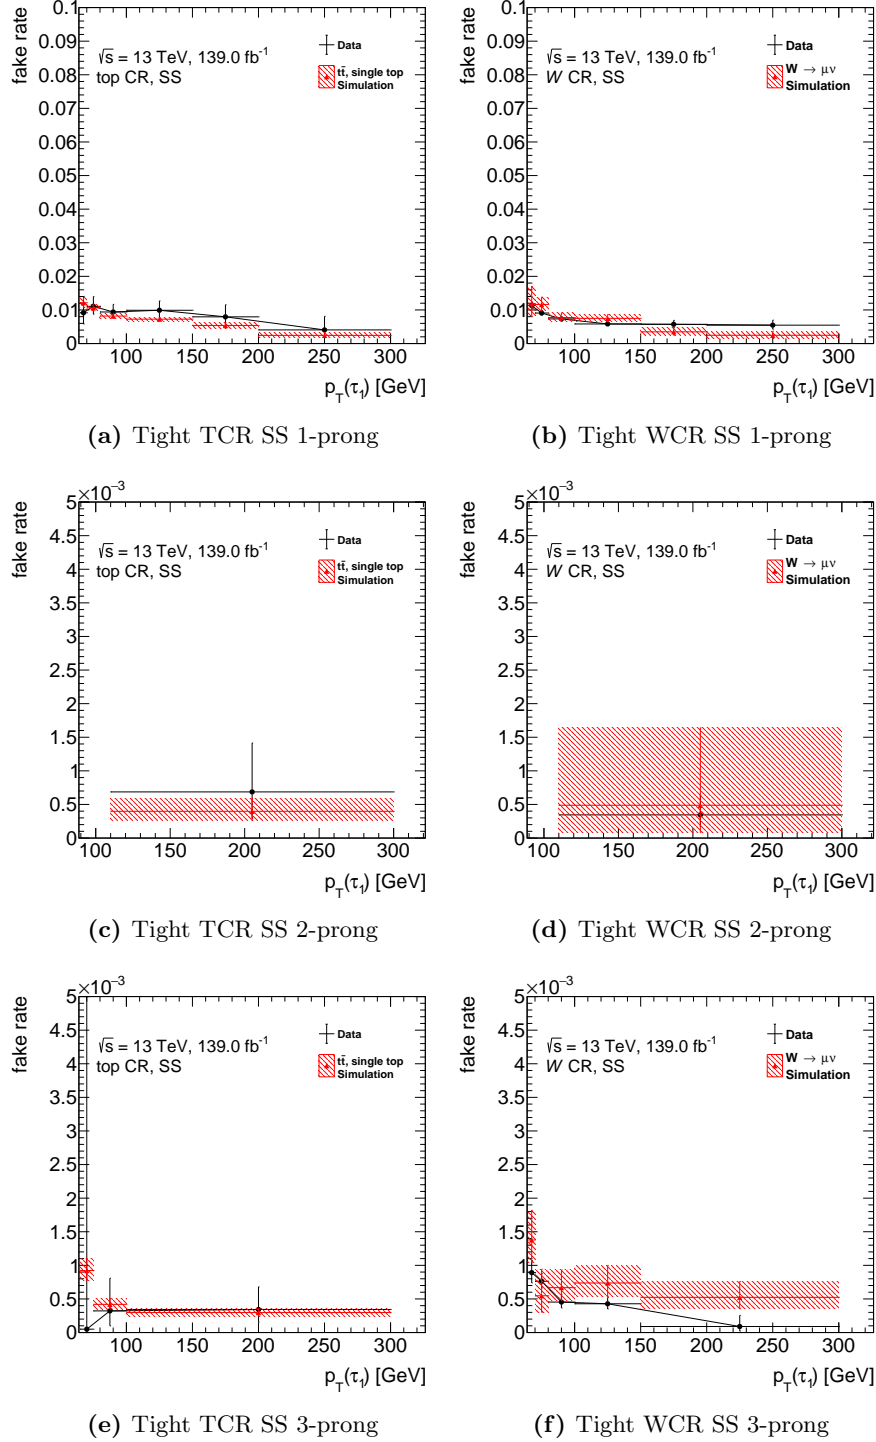 fake rate
0.1
0.09
0.08
0.07
0.06
0.05
0.04
0.03
0.02
0.01
0
√s = 13 TeV, 139.0 fb⁻¹
top CR, SS
Data
tt̄, single top
Simulation
100 150 200 250 300
p_T(τ₁) [GeV]
(a) Tight TCR SS 1-prong
fake rate
0.1
0.09
0.08
0.07
0.06
0.05
0.04
0.03
0.02
0.01
0
√s = 13 TeV, 139.0 fb⁻¹
W CR, SS
Data
W → μν
Simulation
100 150 200 250 300
p_T(τ₁) [GeV]
(b) Tight WCR SS 1-prong
fake rate
×10⁻³
5
4.5
4
3.5
3
2.5
2
1.5
1
0.5
0
√s = 13 TeV, 139.0 fb⁻¹
top CR, SS
Data
tt̄, single top
Simulation
100 150 200 250 300
p_T(τ₁) [GeV]
(c) Tight TCR SS 2-prong
fake rate
×10⁻³
5
4.5
4
3.5
3
2.5
2
1.5
1
0.5
0
√s = 13 TeV, 139.0 fb⁻¹
W CR, SS
Data
W → μν
Simulation
100 150 200 250 300
p_T(τ₁) [GeV]
(d) Tight WCR SS 2-prong
fake rate
×10⁻³
5
4.5
4
3.5
3
2.5
2
1.5
1
0.5
0
√s = 13 TeV, 139.0 fb⁻¹
top CR, SS
Data
tt̄, single top
Simulation
100 150 200 250 300
p_T(τ₁) [GeV]
(e) Tight TCR SS 3-prong
fake rate
×10⁻³
5
4.5
4
3.5
3
2.5
2
1.5
1
0.5
0
√s = 13 TeV, 139.0 fb⁻¹
W CR, SS
Data
W → μν
Simulation
100 150 200 250 300
p_T(τ₁) [GeV]
(f) Tight WCR SS 3-prong